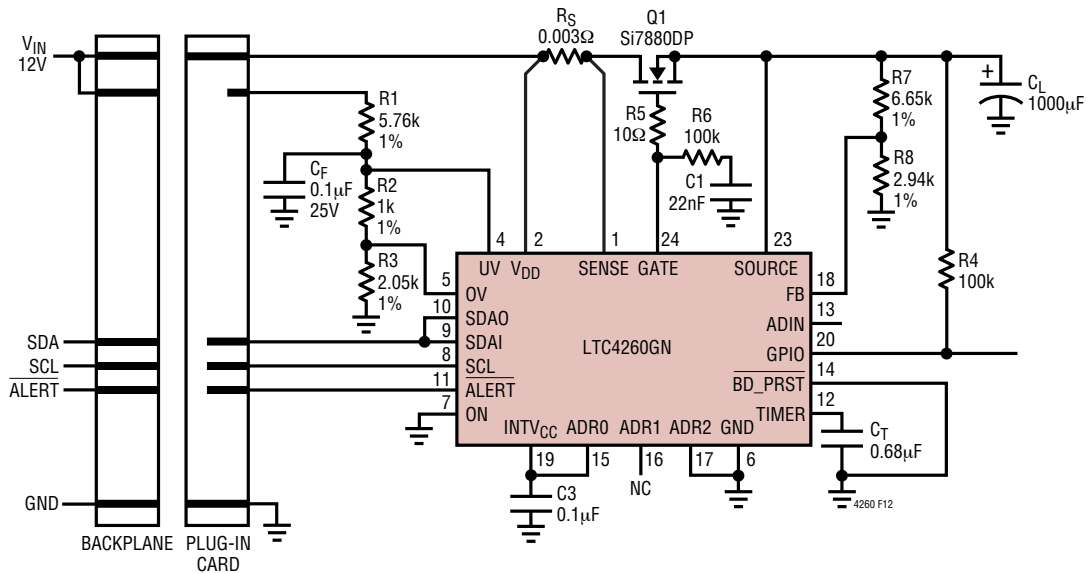 V_IN
12V
R_S
0.003Ω
Q1
Si7880DP
R1
5.76k
1%
C_F
0.1μF
25V
R2
1k
1%
R3
2.05k
1%
R5
10Ω
R6
100k
C1
22nF
R7
6.65k
1%
R8
2.94k
1%
+
C_L
1000μF
R4
100k
4
2
1
24
23
UV
V_DD
SENSE
GATE
SOURCE
5
OV
10
SDAO
9
SDAI
8
SCL
11
ALERT
7
ON
LTC4260GN
18
FB
13
ADIN
20
GPIO
14
BD_PRST
12
TIMER
INTV_CC
ADR0
ADR1
ADR2
GND
19
15
16
17
6
NC
C3
0.1μF
C_T
0.68μF
SDA
SCL
ALERT
GND
BACKPLANE
PLUG-IN
CARD
4260 F12